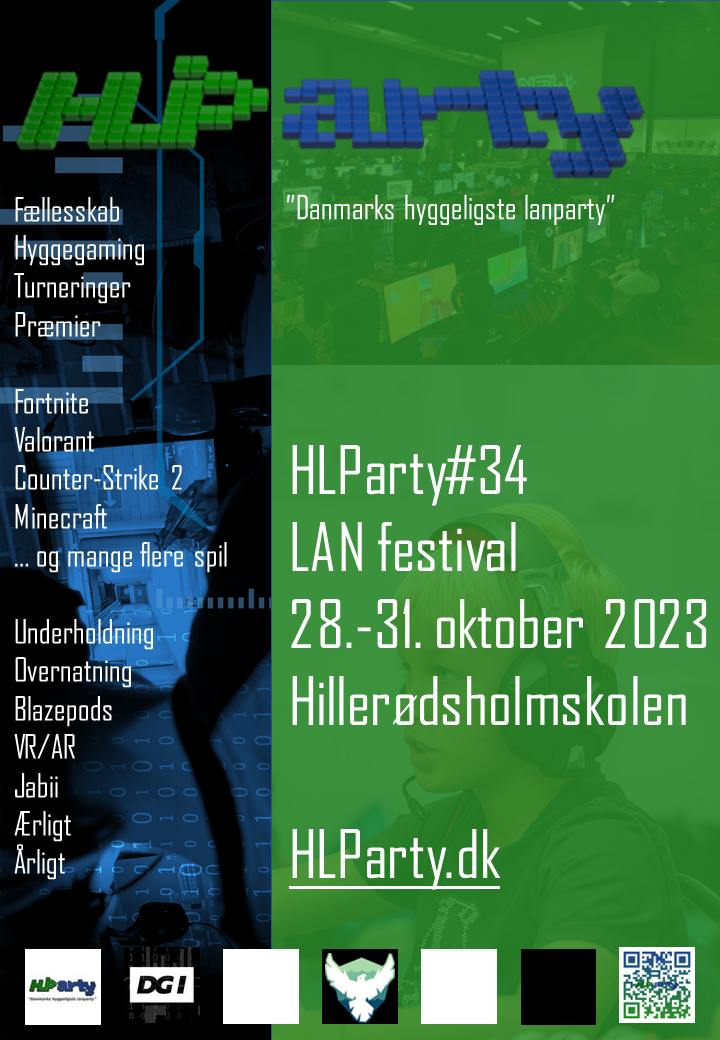 HLParty
"Danmarks hyggeligste lanparty"
Fællesskab
Hyggegaming
Turneringer
Præmier
Fortnite
Valorant
Counter-Strike 2
Minecraft
... og mange flere spil
Underholdning
Overnatning
Blazepods
VR/AR
Jabii
Ærligt
Årligt
HLParty#34
LAN festival
28.-31. oktober 2023
Hillerødsholmskolen
HLParty.dk
HLParty
"Danmarks hyggeligste lanparty"
DGI